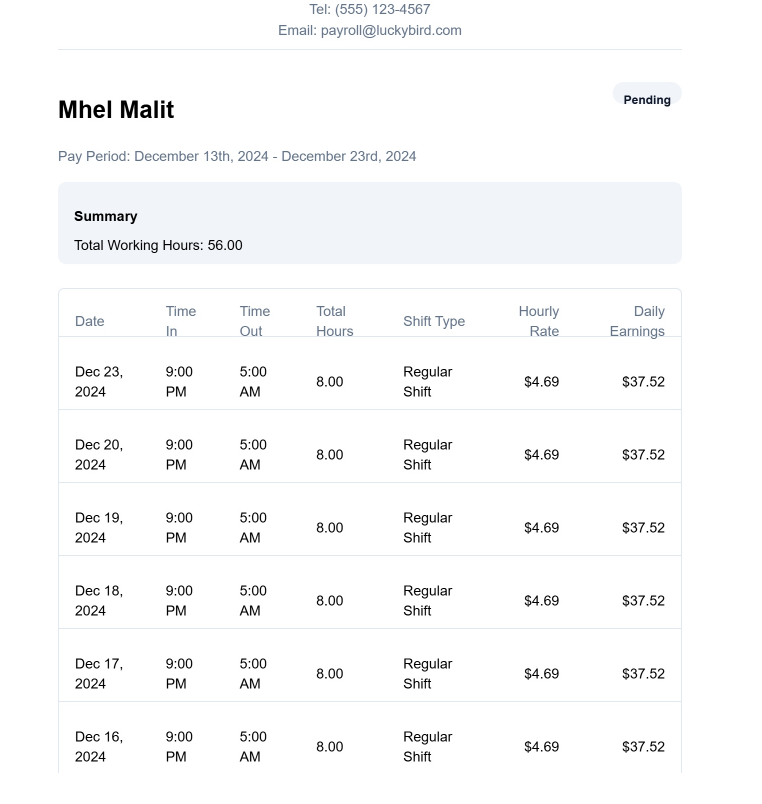 Tel: (555) 123-4567
Email: payroll@luckybird.com
Pending
Mhel Malit
Pay Period: December 13th, 2024 - December 23rd, 2024
Summary
Total Working Hours: 56.00
Date Time In Time Out Total Hours Shift Type Hourly Rate Daily Earnings
Dec 23, 2024 9:00 PM 5:00 AM 8.00 Regular Shift $4.69 $37.52
Dec 20, 2024 9:00 PM 5:00 AM 8.00 Regular Shift $4.69 $37.52
Dec 19, 2024 9:00 PM 5:00 AM 8.00 Regular Shift $4.69 $37.52
Dec 18, 2024 9:00 PM 5:00 AM 8.00 Regular Shift $4.69 $37.52
Dec 17, 2024 9:00 PM 5:00 AM 8.00 Regular Shift $4.69 $37.52
Dec 16, 2024 9:00 PM 5:00 AM 8.00 Regular Shift $4.69 $37.52